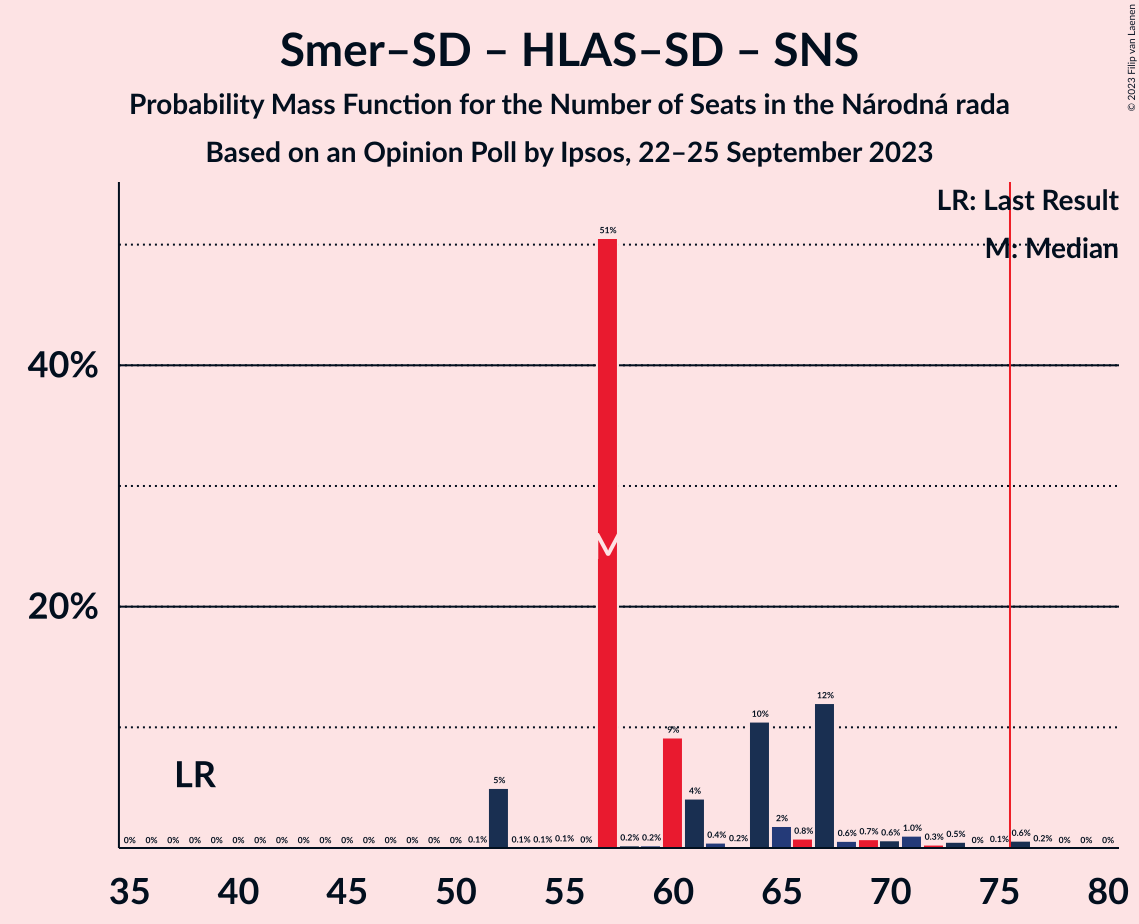 Smer–SD – HLAS–SD – SNS
Probability Mass Function for the Number of Seats in the Národná rada
Based on an Opinion Poll by Ipsos, 22–25 September 2023
© 2023 Filip van Laenen
LR: Last Result
M: Median
51%
40%
M
20%
12%
10%
9%
LR
5%
4%
2%
0% 0% 0% 0% 0% 0% 0% 0% 0% 0% 0% 0% 0% 0% 0% 0% 0.1% 0.1% 0.1% 0.1% 0% 0.2% 0.2% 0.4% 0.2% 0.8% 0.6% 0.7% 0.6% 1.0% 0.3% 0.5% 0% 0.1% 0.6% 0.2% 0% 0% 0%
35 40 45 50 55 60 65 70 75 80